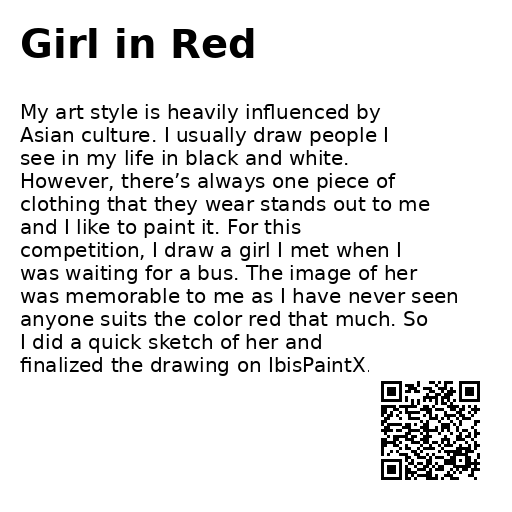 Girl in Red
My art style is heavily influenced by
Asian culture. I usually draw people I
see in my life in black and white.
However, there’s always one piece of
clothing that they wear stands out to me
and I like to paint it. For this
competition, I draw a girl I met when I
was waiting for a bus. The image of her
was memorable to me as I have never seen
anyone suits the color red that much. So
I did a quick sketch of her and
finalized the drawing on IbisPaintX.